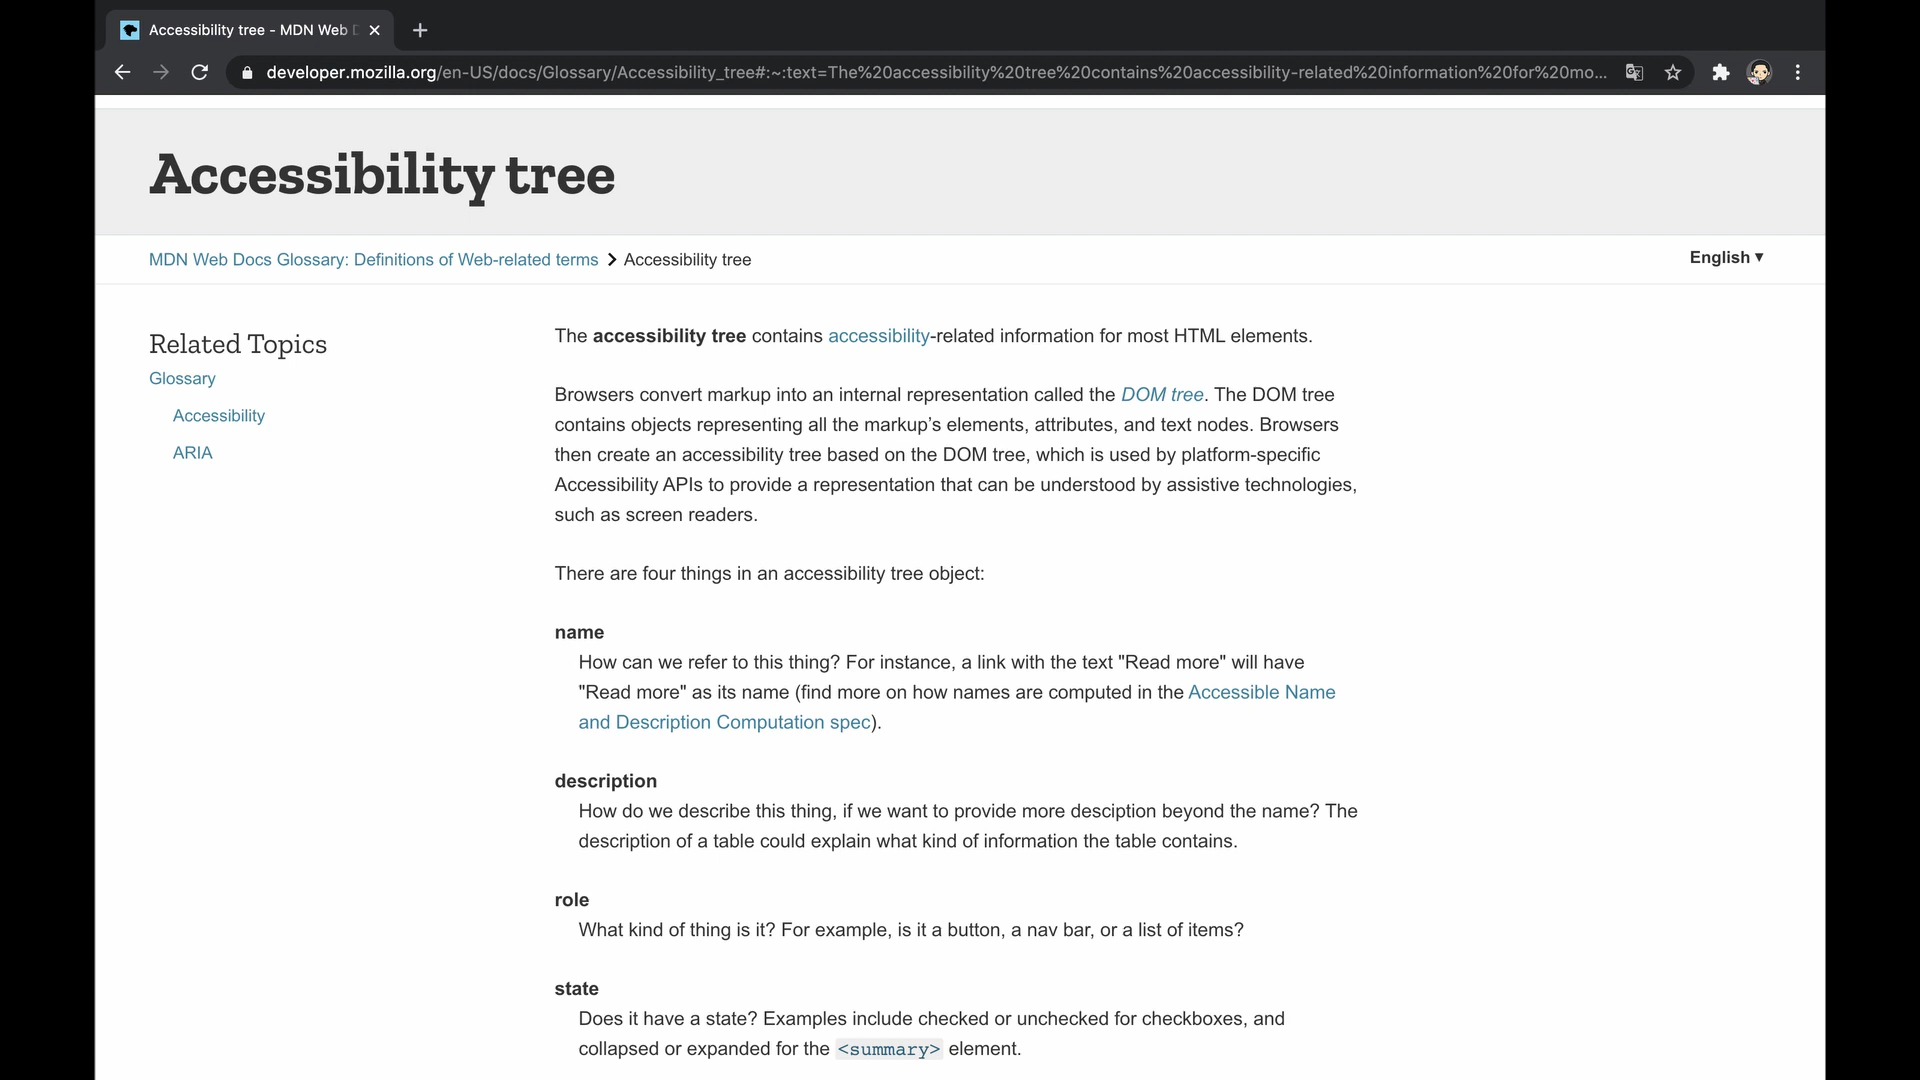 Accessibility tree - MDN Web D
developer.mozilla.org/en-US/docs/Glossary/Accessibility_tree#:~:text=The%20accessibility%20tree%20contains%20accessibility-related%20information%20for%20mo...
Accessibility tree
MDN Web Docs Glossary: Definitions of Web-related terms > Accessibility tree
English ▼
Related Topics
Glossary
Accessibility
ARIA
The accessibility tree contains accessibility-related information for most HTML elements.
Browsers convert markup into an internal representation called the DOM tree. The DOM tree
contains objects representing all the markup’s elements, attributes, and text nodes. Browsers
then create an accessibility tree based on the DOM tree, which is used by platform-specific
Accessibility APIs to provide a representation that can be understood by assistive technologies,
such as screen readers.
There are four things in an accessibility tree object:
name
How can we refer to this thing? For instance, a link with the text "Read more" will have
"Read more" as its name (find more on how names are computed in the Accessible Name
and Description Computation spec).
description
How do we describe this thing, if we want to provide more desciption beyond the name? The
description of a table could explain what kind of information the table contains.
role
What kind of thing is it? For example, is it a button, a nav bar, or a list of items?
state
Does it have a state? Examples include checked or unchecked for checkboxes, and
collapsed or expanded for the <summary> element.